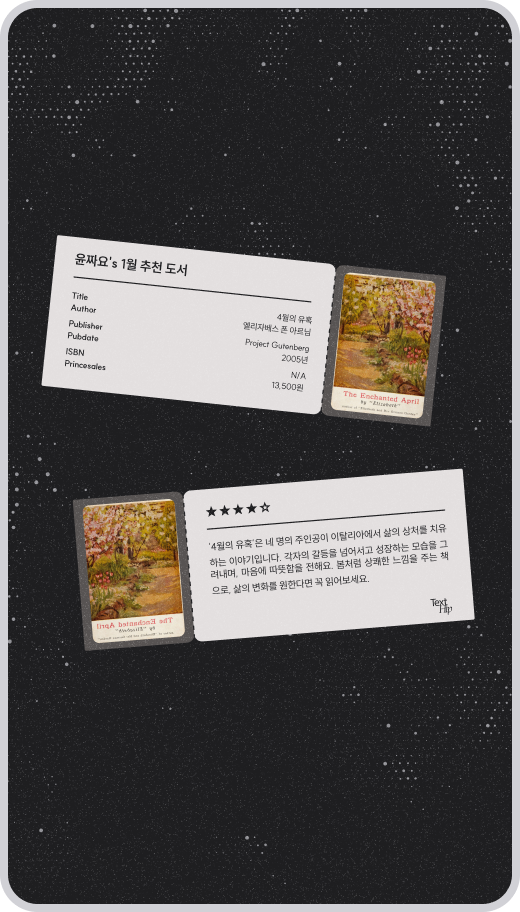 윤짜요's 1월 추천 도서
Title 4월의 유혹
Author 엘리자베스 폰 아르님
Publisher Project Gutenberg
Pubdate 2005년
ISBN N/A
Princesales 13,500원
The Enchanted April
by "Elizabeth"
★★★★☆
'4월의 유혹'은 네 명의 주인공이 이탈리아에서 삶의 상처를 치유
하는 이야기입니다. 각자의 갈등을 넘어서고 성장하는 모습을 그
려내며, 마음에 따뜻함을 전해요. 봄처럼 상쾌한 느낌을 주는 책
으로, 삶의 변화를 원한다면 꼭 읽어보세요.
Text
Hip
The Enchanted April
by "Elizabeth"